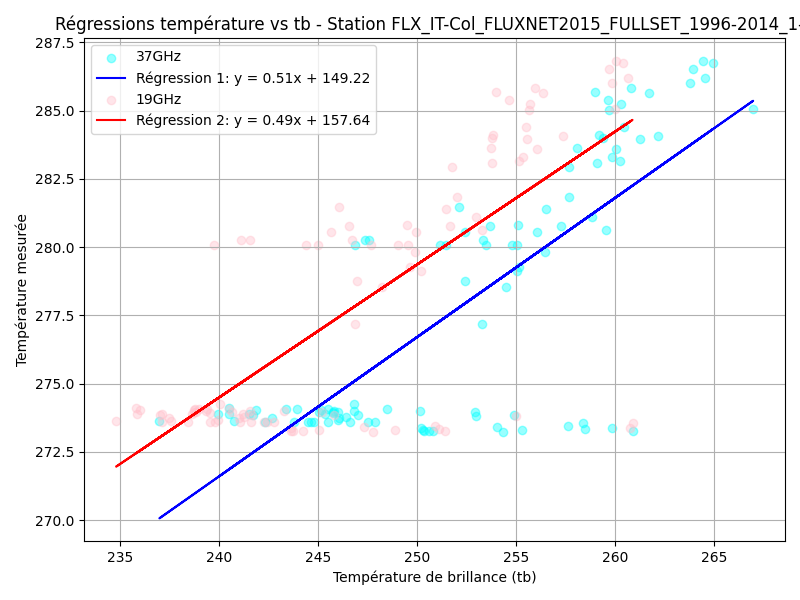 Régressions température vs tb - Station FLX_IT-Col_FLUXNET2015_FULLSET_1996-2014_1-
37GHz
Régression 1: y = 0.51x + 149.22
19GHz
Régression 2: y = 0.49x + 157.64
Température mesurée
287.5
285.0
282.5
280.0
277.5
275.0
272.5
270.0
235 240 245 250 255 260 265
Température de brillance (tb)